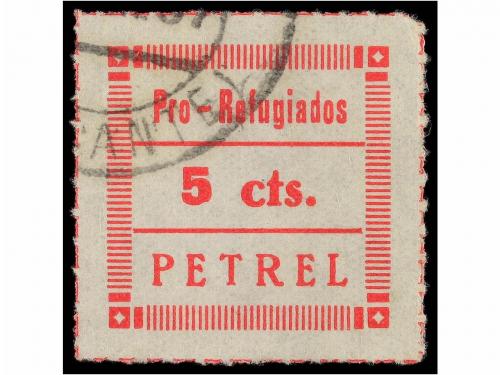 Pro-Refugiados
5 cts.
PETREL